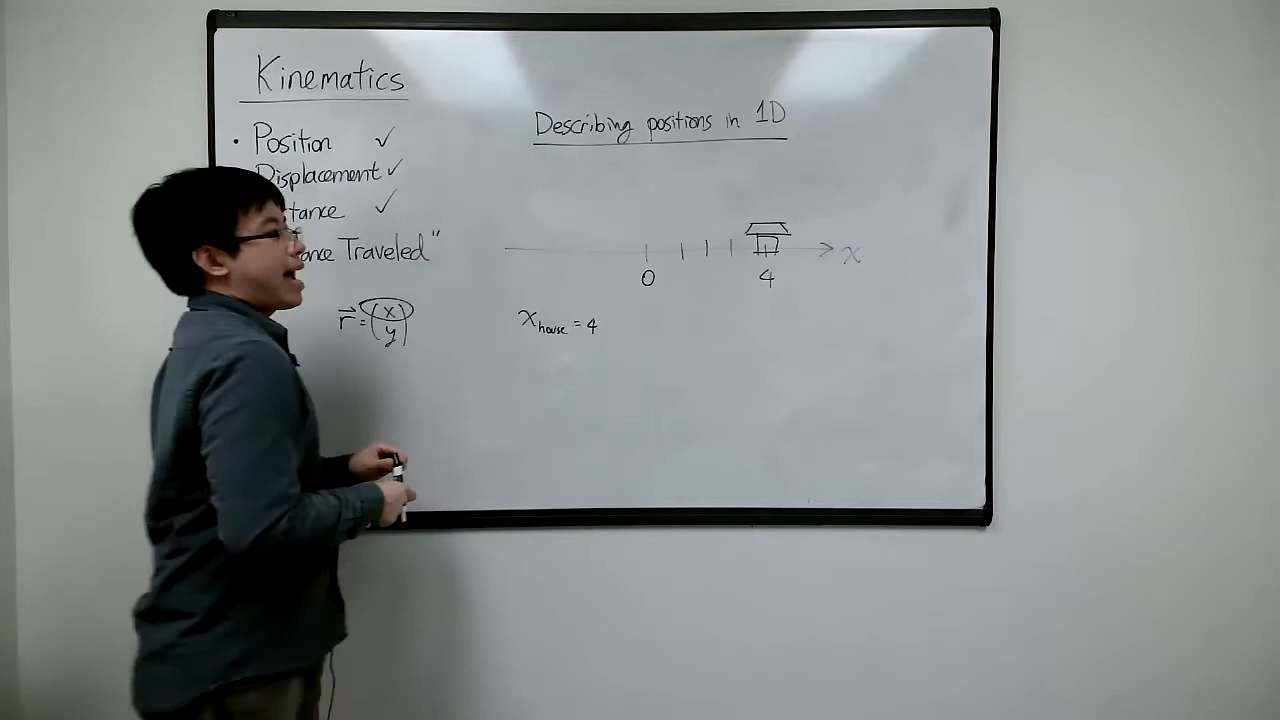 Kinematics
Describing positions in 1D
• Position ✓
Displacement ✓
tance ✓
ance Traveled"
0 4 x
r⃗ = (x y)
x house = 4